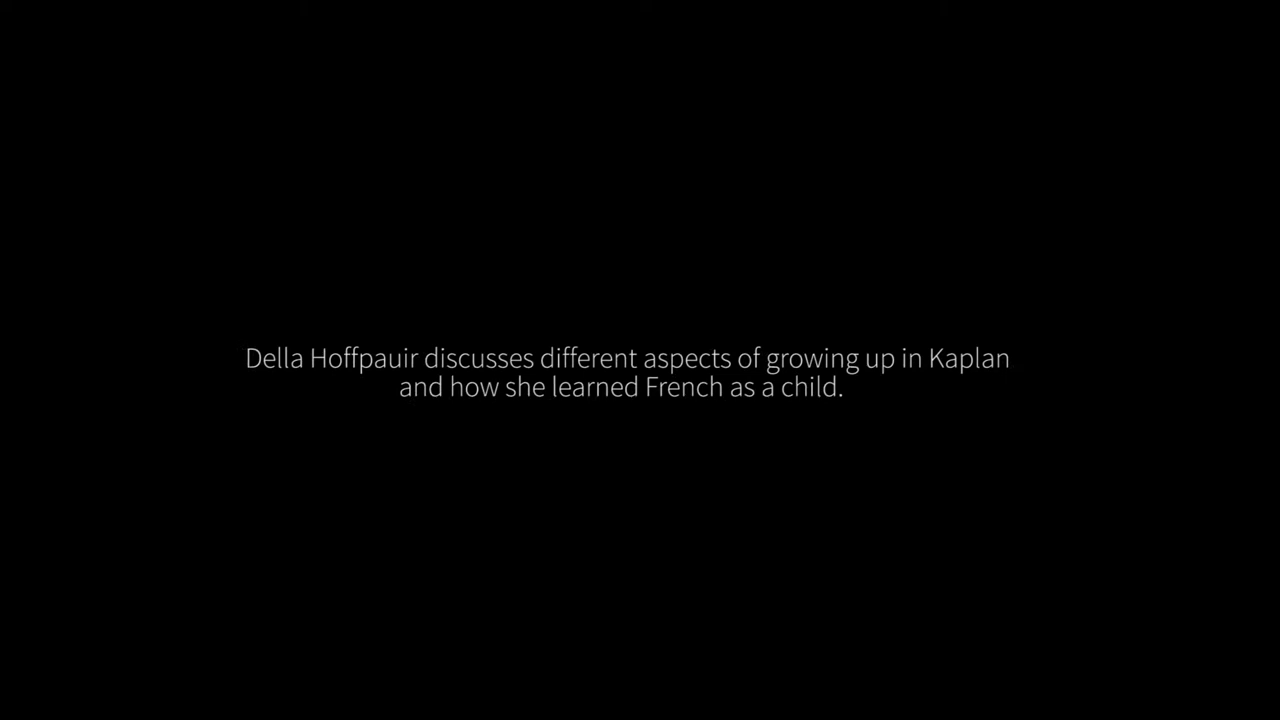 Della Hoffpauir discusses different aspects of growing up in Kaplan
and how she learned French as a child.